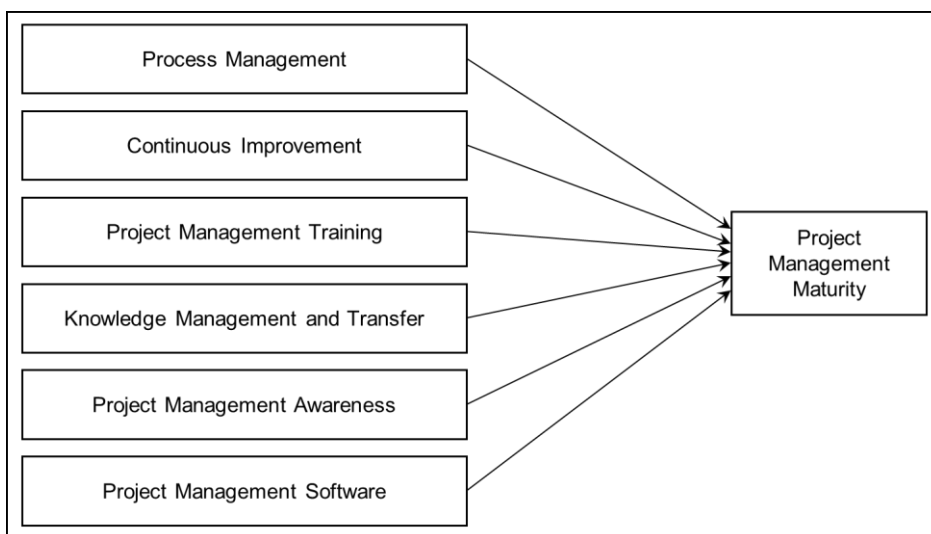 Process Management
Continuous Improvement
Project Management Training
Knowledge Management and Transfer
Project Management Awareness
Project Management Software
Project
Management
Maturity